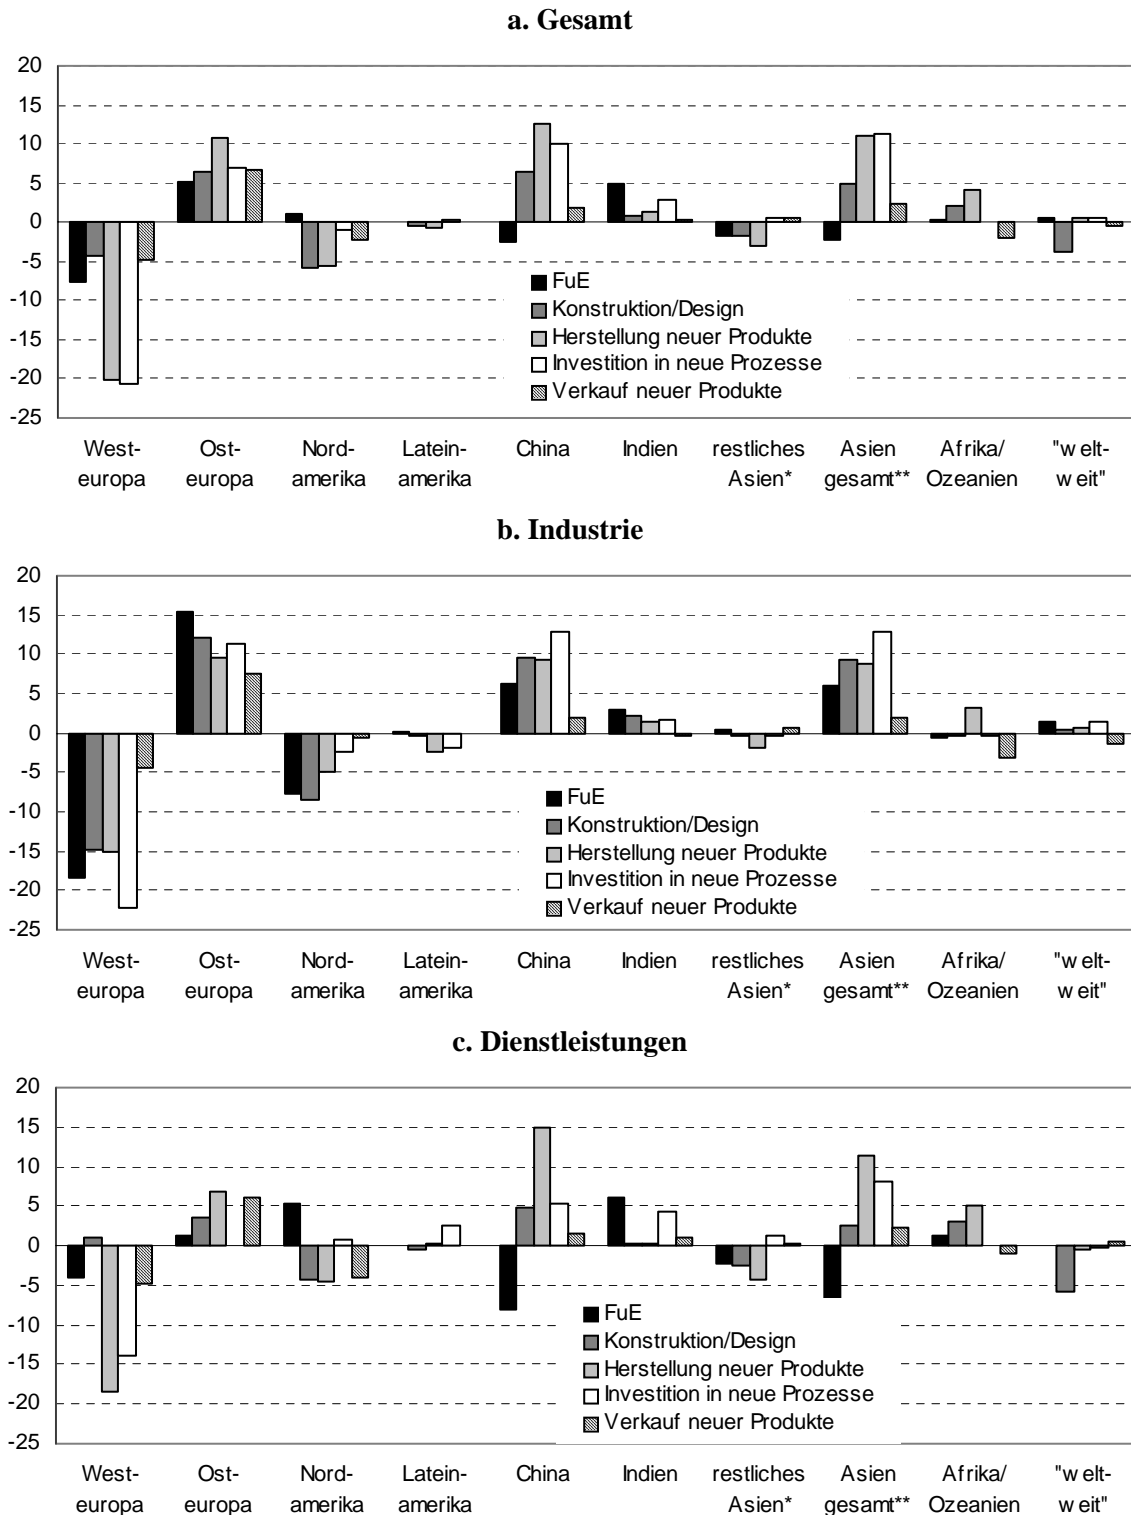 a. Gesamt
20
15
10
5
0
-5
-10
-15
-20
-25
FuE
Konstruktion/Design
Herstellung neuer Produkte
Investition in neue Prozesse
Verkauf neuer Produkte
West-
europa
Ost-
europa
Nord-
amerika
Latein-
amerika
China
Indien
restliches
Asien*
Asien
gesamt**
Afrika/
Ozeanien
"welt-
weit"
b. Industrie
20
15
10
5
0
-5
-10
-15
-20
-25
FuE
Konstruktion/Design
Herstellung neuer Produkte
Investition in neue Prozesse
Verkauf neuer Produkte
West-
europa
Ost-
europa
Nord-
amerika
Latein-
amerika
China
Indien
restliches
Asien*
Asien
gesamt**
Afrika/
Ozeanien
"welt-
weit"
c. Dienstleistungen
20
15
10
5
0
-5
-10
-15
-20
-25
FuE
Konstruktion/Design
Herstellung neuer Produkte
Investition in neue Prozesse
Verkauf neuer Produkte
West-
europa
Ost-
europa
Nord-
amerika
Latein-
amerika
China
Indien
restliches
Asien*
Asien
gesamt**
Afrika/
Ozeanien
"welt-
weit"